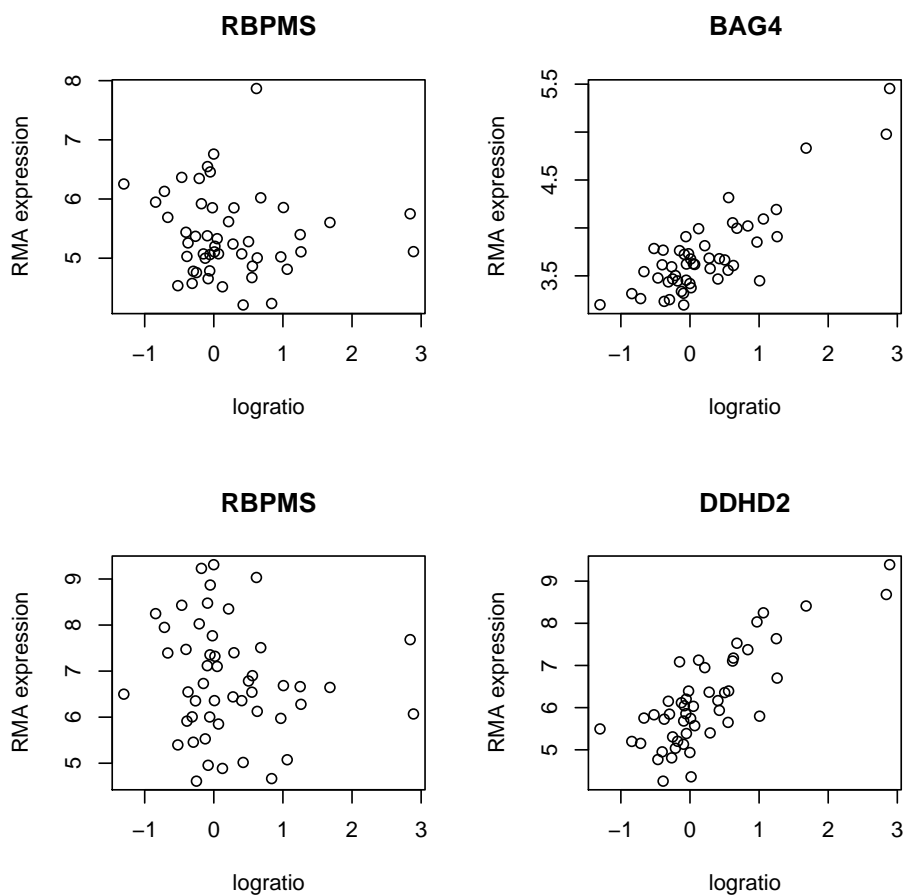 RBPMS
RMA expression
8
7
6
5
−1 0 1 2 3
logratio
BAG4
RMA expression
5.5
4.5
3.5
−1 0 1 2 3
logratio
RBPMS
RMA expression
9
8
7
6
5
−1 0 1 2 3
logratio
DDHD2
RMA expression
9
8
7
6
5
−1 0 1 2 3
logratio